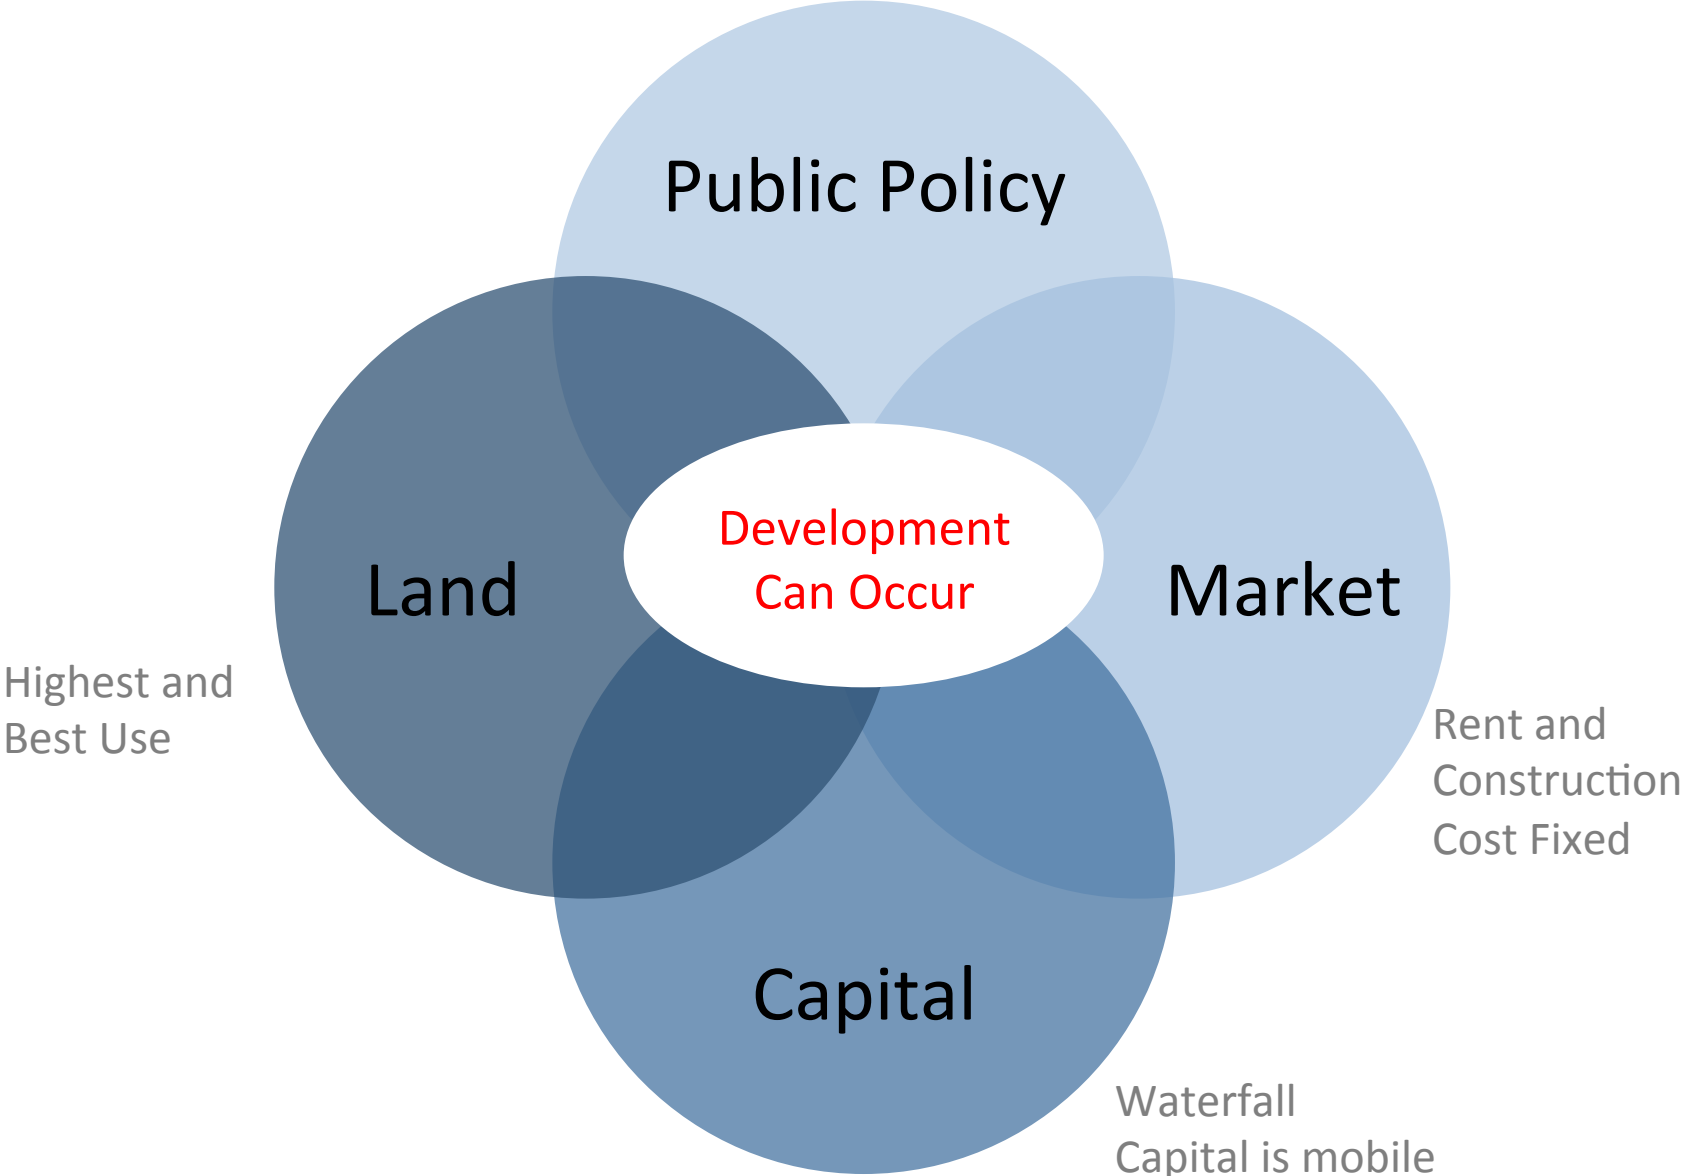 Public Policy
Development
Can Occur
Land
Market
Highest and
Best Use
Rent and
Construction
Cost Fixed
Capital
Waterfall
Capital is mobile